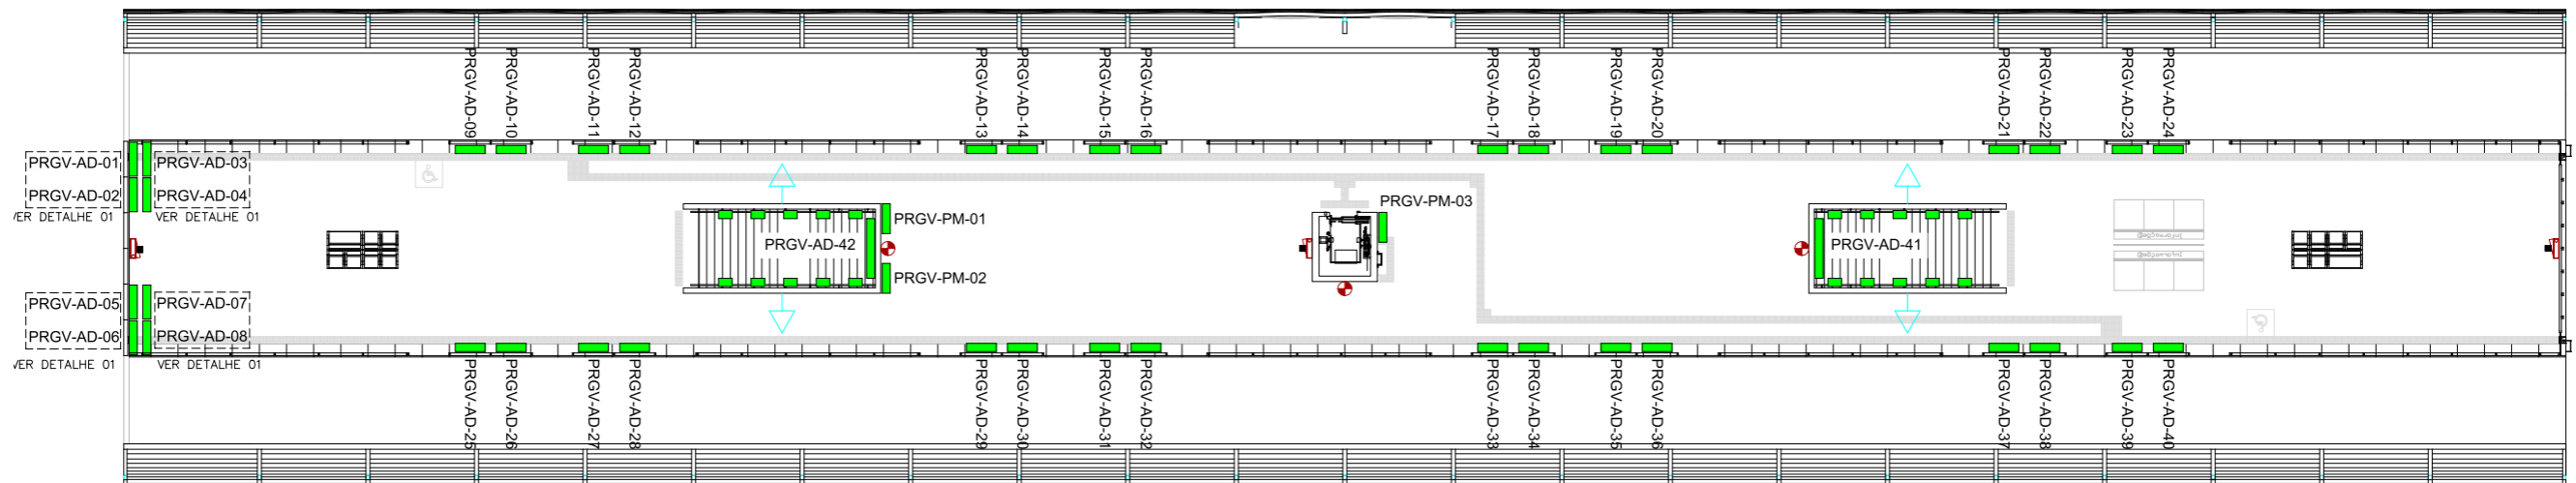 PRGV-AD-09
PRGV-AD-10
PRGV-AD-11
PRGV-AD-12
PRGV-AD-13
PRGV-AD-14
PRGV-AD-15
PRGV-AD-16
PRGV-AD-17
PRGV-AD-18
PRGV-AD-19
PRGV-AD-20
PRGV-AD-21
PRGV-AD-22
PRGV-AD-23
PRGV-AD-24
PRGV-AD-01
PRGV-AD-03
PRGV-AD-02
PRGV-AD-04
VER DETALHE 01
VER DETALHE 01
PRGV-PM-01
PRGV-AD-42
PRGV-PM-02
PRGV-PM-03
PRGV-AD-41
Informações
Informações
PRGV-AD-05
PRGV-AD-07
PRGV-AD-06
PRGV-AD-08
VER DETALHE 01
VER DETALHE 01
PRGV-AD-25
PRGV-AD-26
PRGV-AD-27
PRGV-AD-28
PRGV-AD-29
PRGV-AD-30
PRGV-AD-31
PRGV-AD-32
PRGV-AD-33
PRGV-AD-34
PRGV-AD-35
PRGV-AD-36
PRGV-AD-37
PRGV-AD-38
PRGV-AD-39
PRGV-AD-40